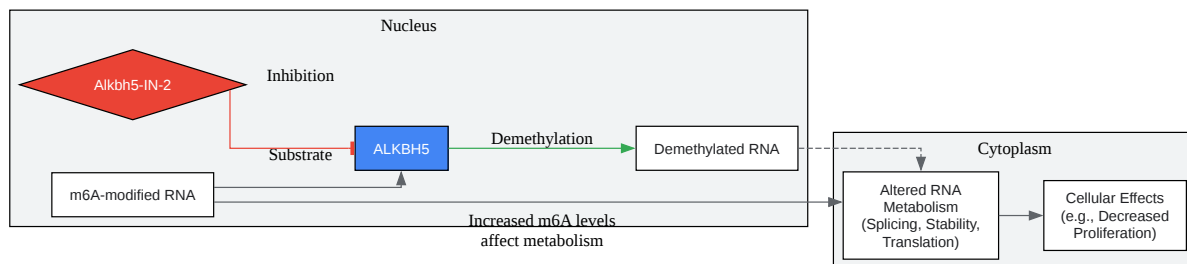 Nucleus
Alkbh5-IN-2
Inhibition
Substrate
ALKBH5
Demethylation
Demethylated RNA
m6A-modified RNA
Increased m6A levels
affect metabolism
Cytoplasm
Altered RNA
Metabolism
(Splicing, Stability,
Translation)
Cellular Effects
(e.g., Decreased
Proliferation)